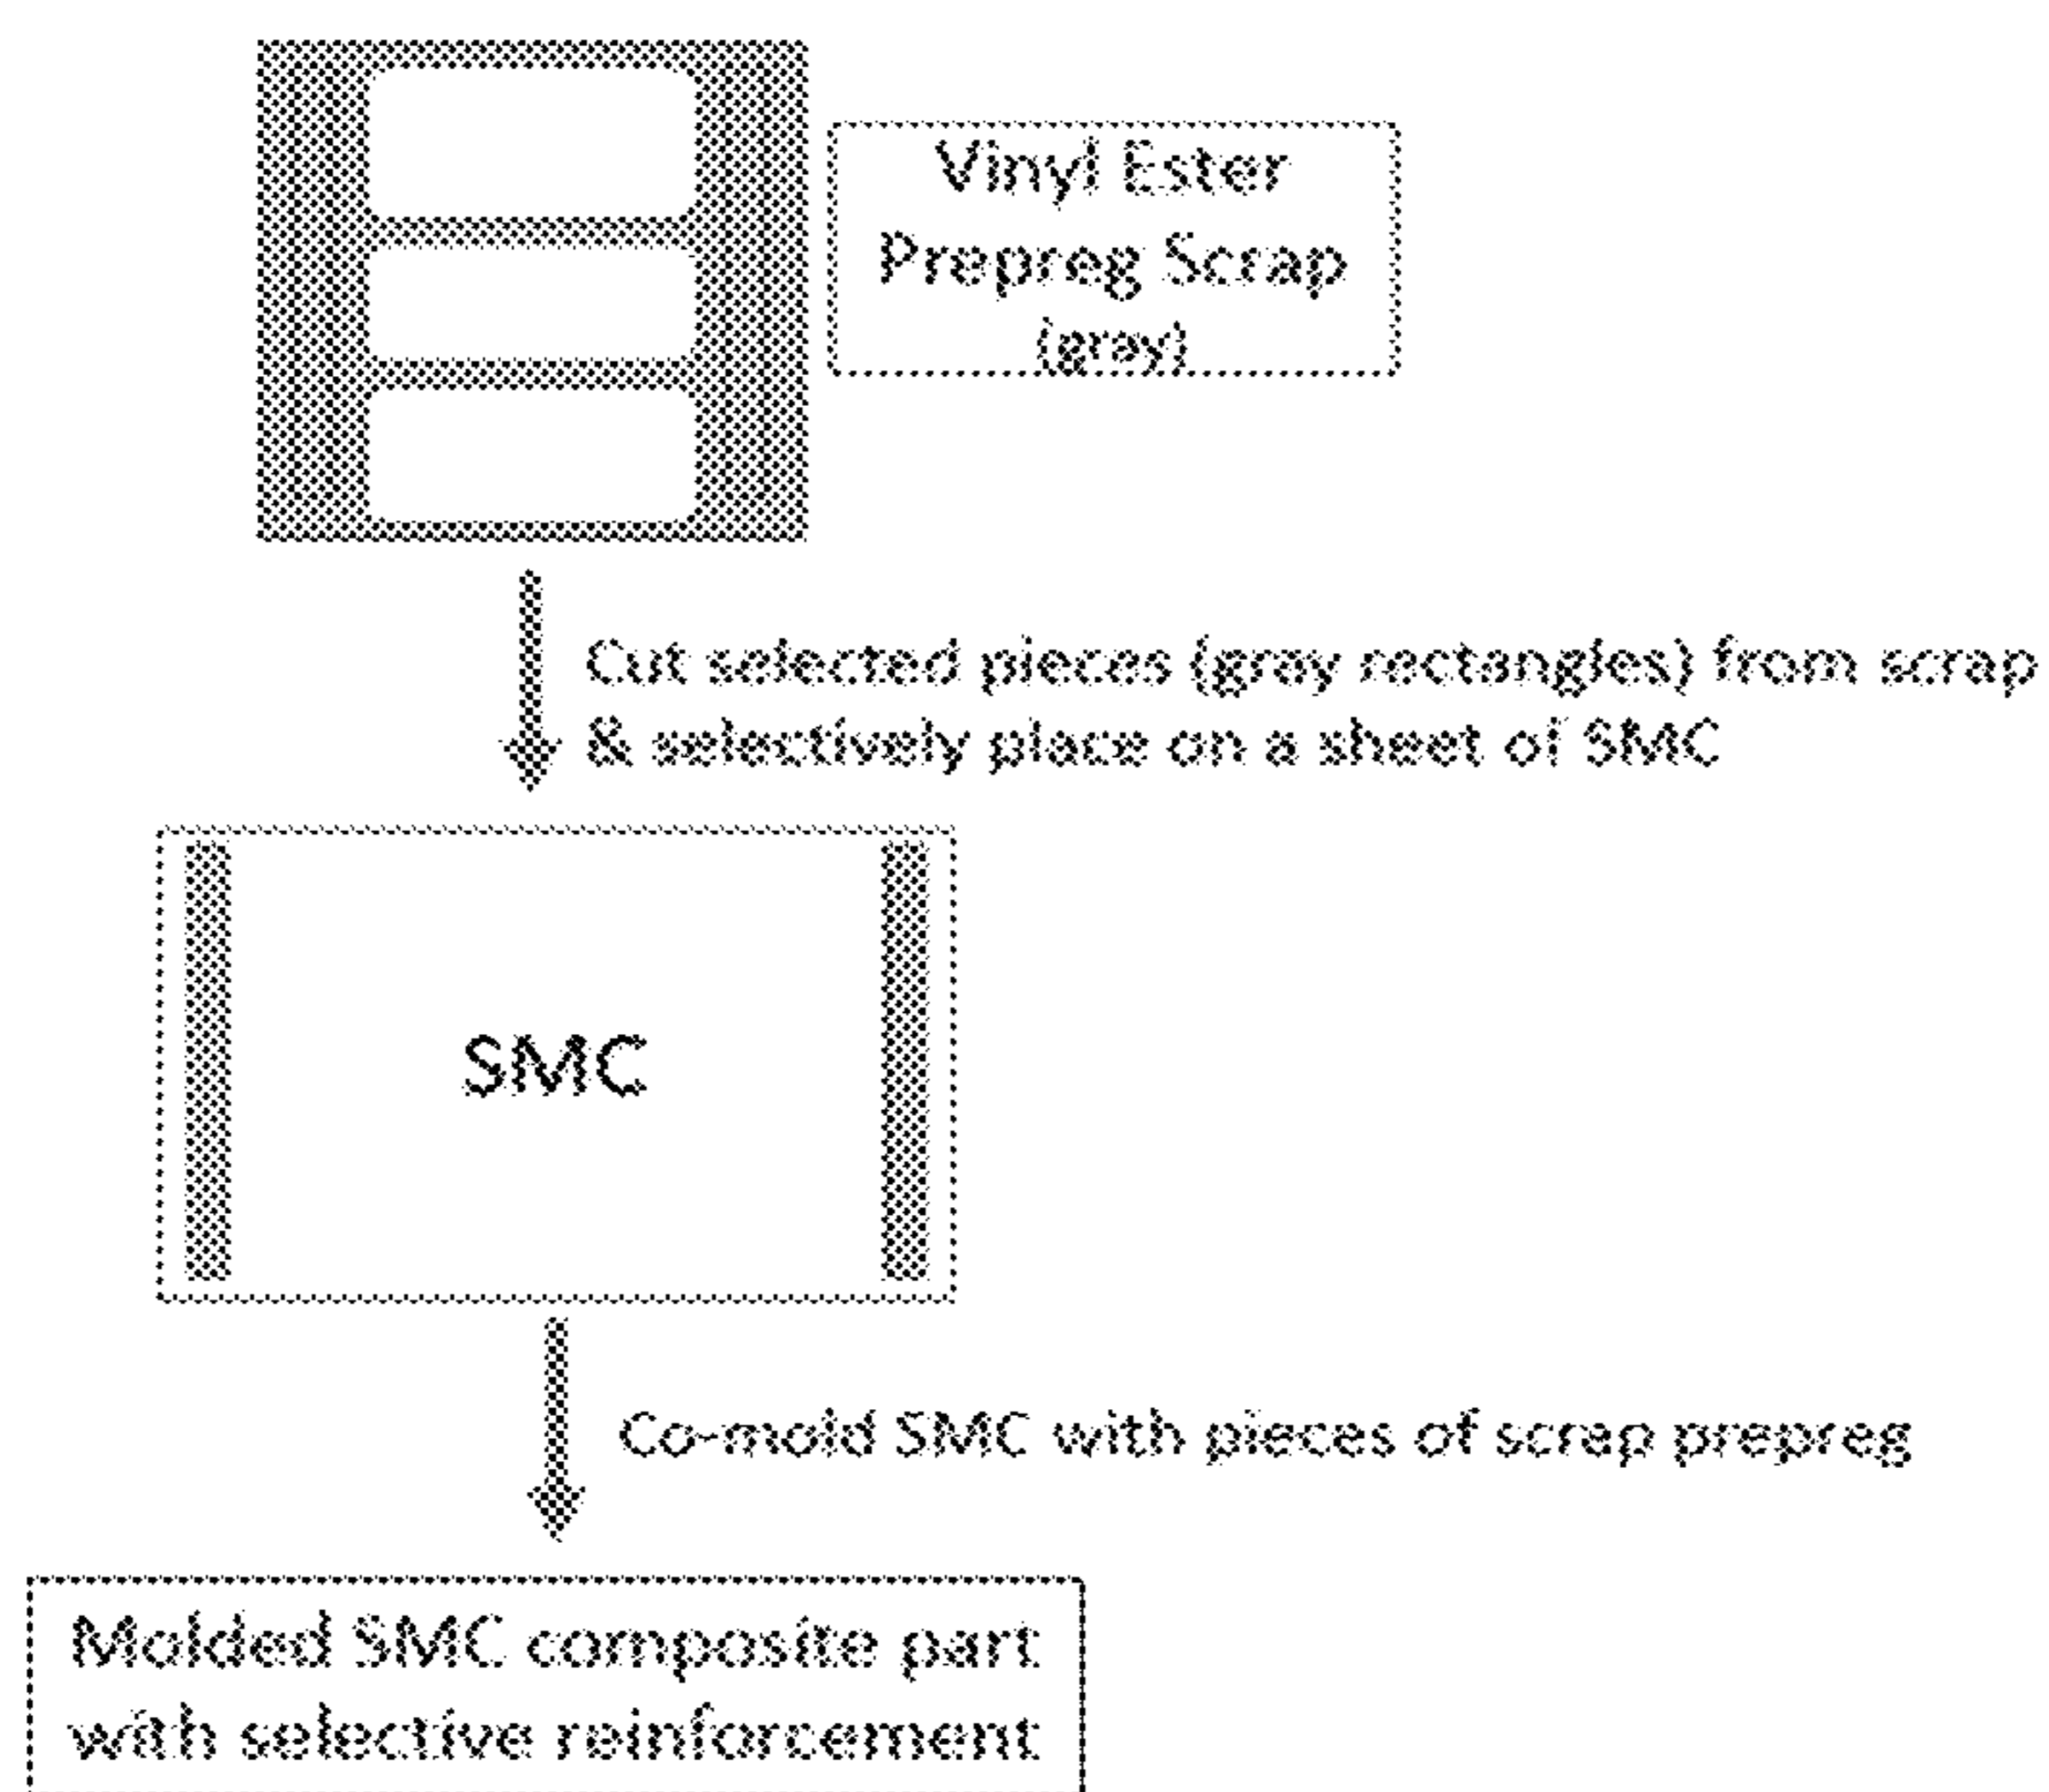 Vinyl Ester
Prepreg Scrap
(gray)
Cut selected pieces (gray rectangles) from scrap
& selectively place on a sheet of SMC
SMC
Co-mold SMC with pieces of scrap prepreg
Molded SMC composite part
with selective reinforcement